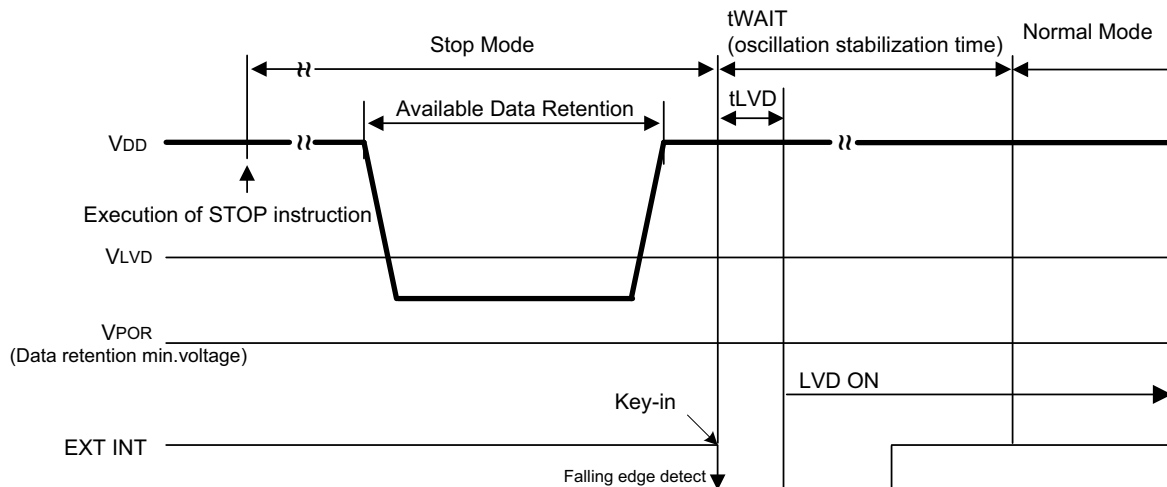 tWAIT
Stop Mode
(oscillation stabilization time)
Normal Mode
tLVD
Available Data Retention
VDD
Execution of STOP instruction
VLVD
VPOR
(Data retention min.voltage)
LVD ON
Key-in
EXT INT
Falling edge detect